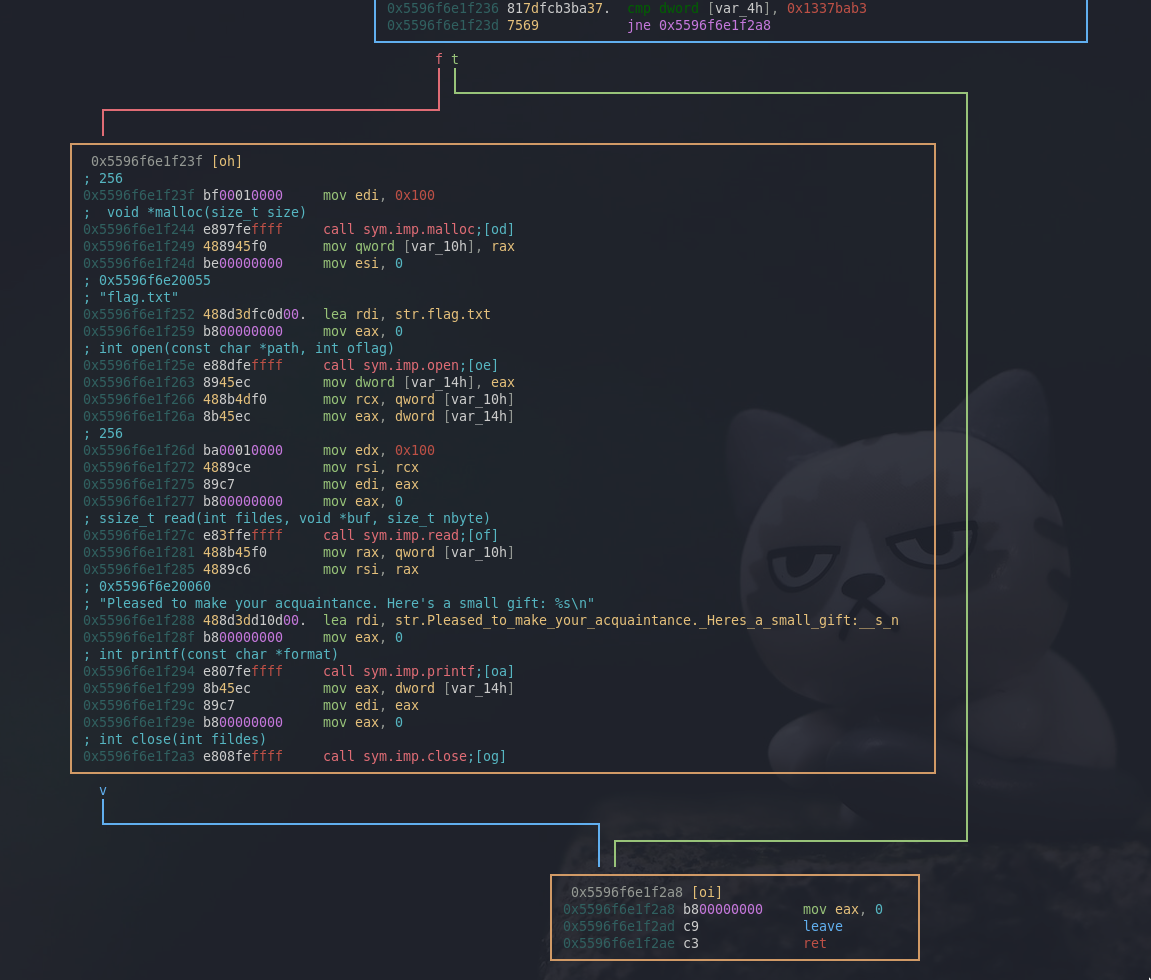 0x5596f6e1f236 817dfcb3ba37. cmp dword [var_4h], 0x1337bab3
0x5596f6e1f23d 7569 jne 0x5596f6e1f2a8
f t
0x5596f6e1f23f [oh]
; 256
0x5596f6e1f23f bf00010000 mov edi, 0x100
; void *malloc(size_t size)
0x5596f6e1f244 e897feffff call sym.imp.malloc;[od]
0x5596f6e1f249 488945f0 mov qword [var_10h], rax
0x5596f6e1f24d be00000000 mov esi, 0
; 0x5596f6e20055
; "flag.txt"
0x5596f6e1f252 488d3dfc0d00. lea rdi, str.flag.txt
0x5596f6e1f259 b800000000 mov eax, 0
; int open(const char *path, int oflag)
0x5596f6e1f25e e88dfeffff call sym.imp.open;[oe]
0x5596f6e1f263 8945ec mov dword [var_14h], eax
0x5596f6e1f266 488b4df0 mov rcx, qword [var_10h]
0x5596f6e1f26a 8b45ec mov eax, dword [var_14h]
; 256
0x5596f6e1f26d ba00010000 mov edx, 0x100
0x5596f6e1f272 4889ce mov rsi, rcx
0x5596f6e1f275 89c7 mov edi, eax
0x5596f6e1f277 b800000000 mov eax, 0
; ssize_t read(int fildes, void *buf, size_t nbyte)
0x5596f6e1f27c e83ffeffff call sym.imp.read;[of]
0x5596f6e1f281 488b45f0 mov rax, qword [var_10h]
0x5596f6e1f285 4889c6 mov rsi, rax
; 0x5596f6e20060
; "Pleased to make your acquaintance. Here's a small gift: %s\n"
0x5596f6e1f288 488d3dd10d00. lea rdi, str.Pleased_to_make_your_acquaintance._Heres_a_small_gift:__s_n
0x5596f6e1f28f b800000000 mov eax, 0
; int printf(const char *format)
0x5596f6e1f294 e807feffff call sym.imp.printf;[oa]
0x5596f6e1f299 8b45ec mov eax, dword [var_14h]
0x5596f6e1f29c 89c7 mov edi, eax
0x5596f6e1f29e b800000000 mov eax, 0
; int close(int fildes)
0x5596f6e1f2a3 e808feffff call sym.imp.close;[og]
v
0x5596f6e1f2a8 [oi]
0x5596f6e1f2a8 b800000000 mov eax, 0
0x5596f6e1f2ad c9 leave
0x5596f6e1f2ae c3 ret